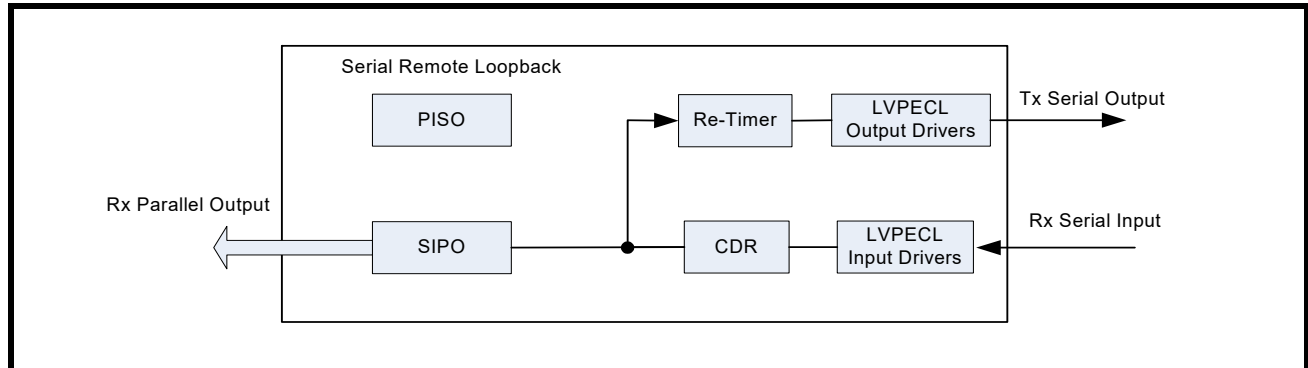 Serial Remote Loopback
PISO
Re-Timer
LVPECL
Output Drivers
Tx Serial Output
Rx Parallel Output
SIPO
CDR
LVPECL
Input Drivers
Rx Serial Input